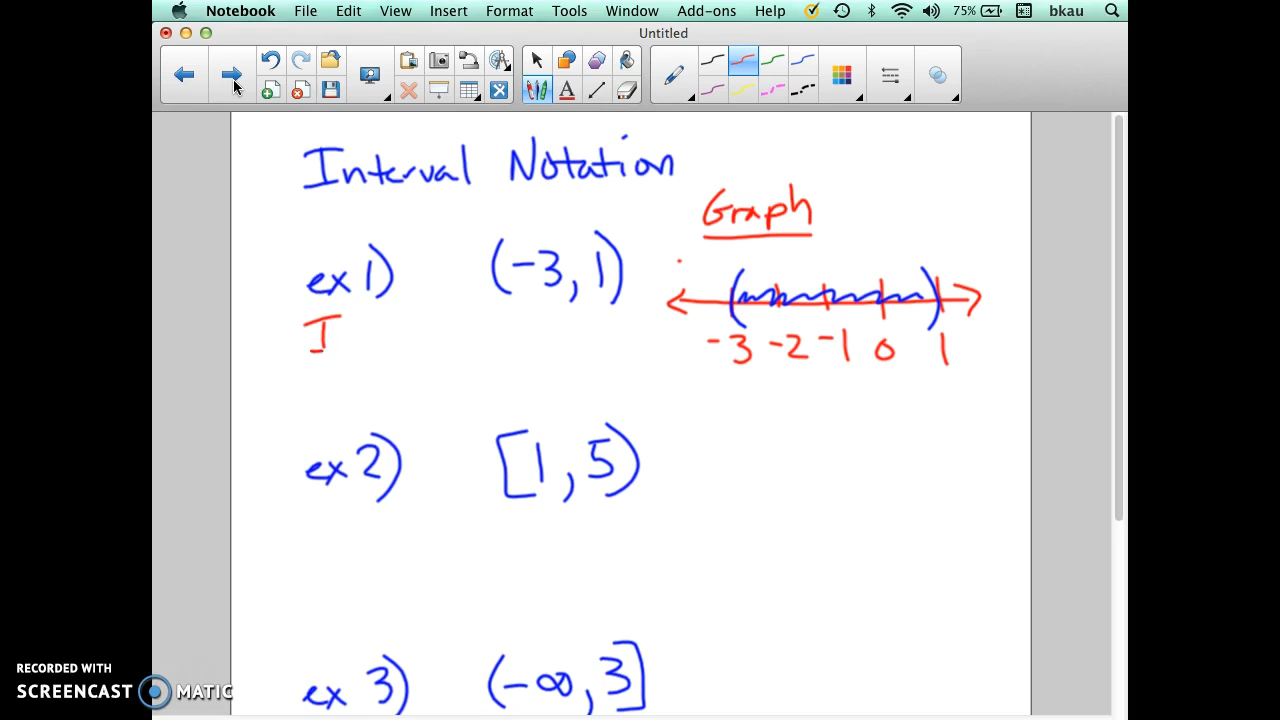 Notebook File Edit View Insert Format Tools Window Add-ons Help 75% bkau
Untitled
Interval Notation
Graph
ex 1) (-3, 1)
-3 -2 -1 0 1
I
ex 2) [1, 5)
ex 3) (-∞, 3]
RECORDED WITH
SCREENCAST MATIC